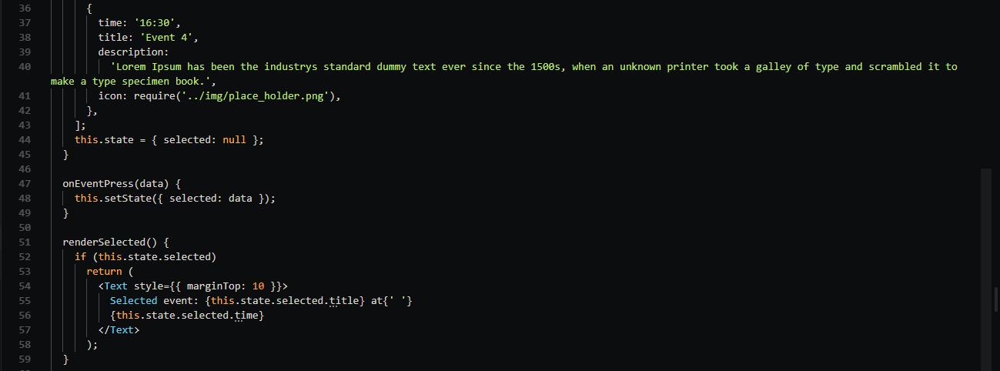 36 {
37 time: '16:30',
38 title: 'Event 4',
39 description:
40 'Lorem Ipsum has been the industrys standard dummy text ever since the 1500s, when an unknown printer took a galley of type and scrambled it to
make a type specimen book.',
41 icon: require('../img/place_holder.png'),
42 },
43 ];
44 this.state = { selected: null };
45 }
46
47 onEventPress(data) {
48 this.setState({ selected: data });
49 }
50
51 renderSelected() {
52 if (this.state.selected)
53 return (
54 <Text style={{ marginTop: 10 }}>
55 Selected event: {this.state.selected.title} at{' '}
56 {this.state.selected.time}
57 </Text>
58 );
59 }